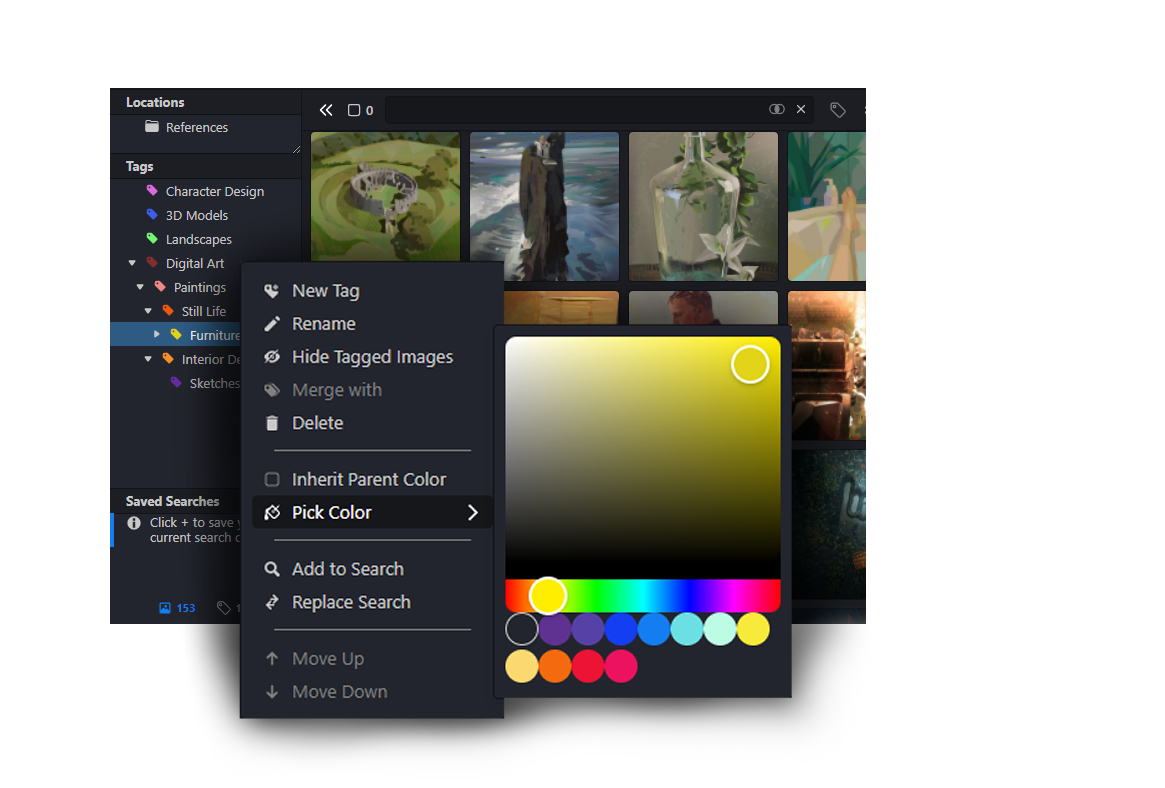 Locations
0
References
Tags
Character Design
3D Models
Landscapes
Digital Art
Paintings
Still Life
Furniture
Interior De
Sketches
Saved Searches
Click + to save
current search
153
New Tag
Rename
Hide Tagged Images
Merge with
Delete
Inherit Parent Color
Pick Color
Add to Search
Replace Search
Move Up
Move Down